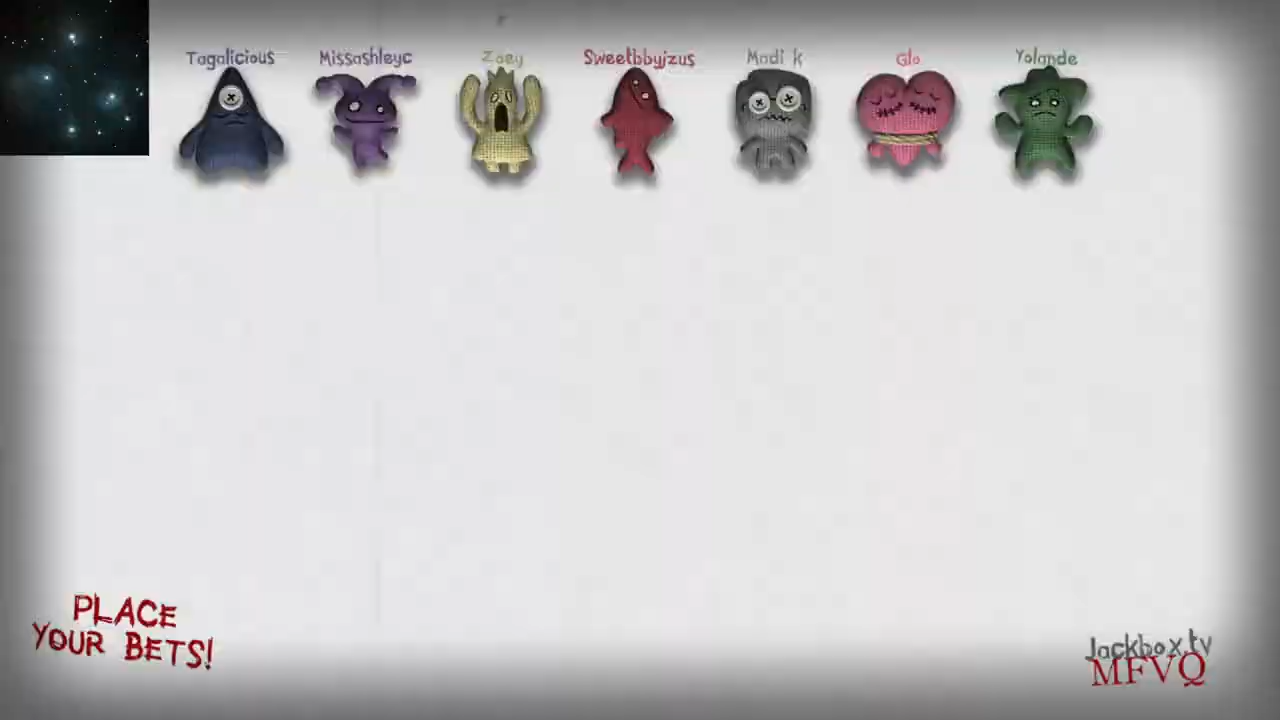 Tagalicious
Missashleyc
Zoey
Sweetbbyjzus
Madi k
Glo
Yolande
PLACE
YOUR BETS!
Jackbox.tv
MFVQ